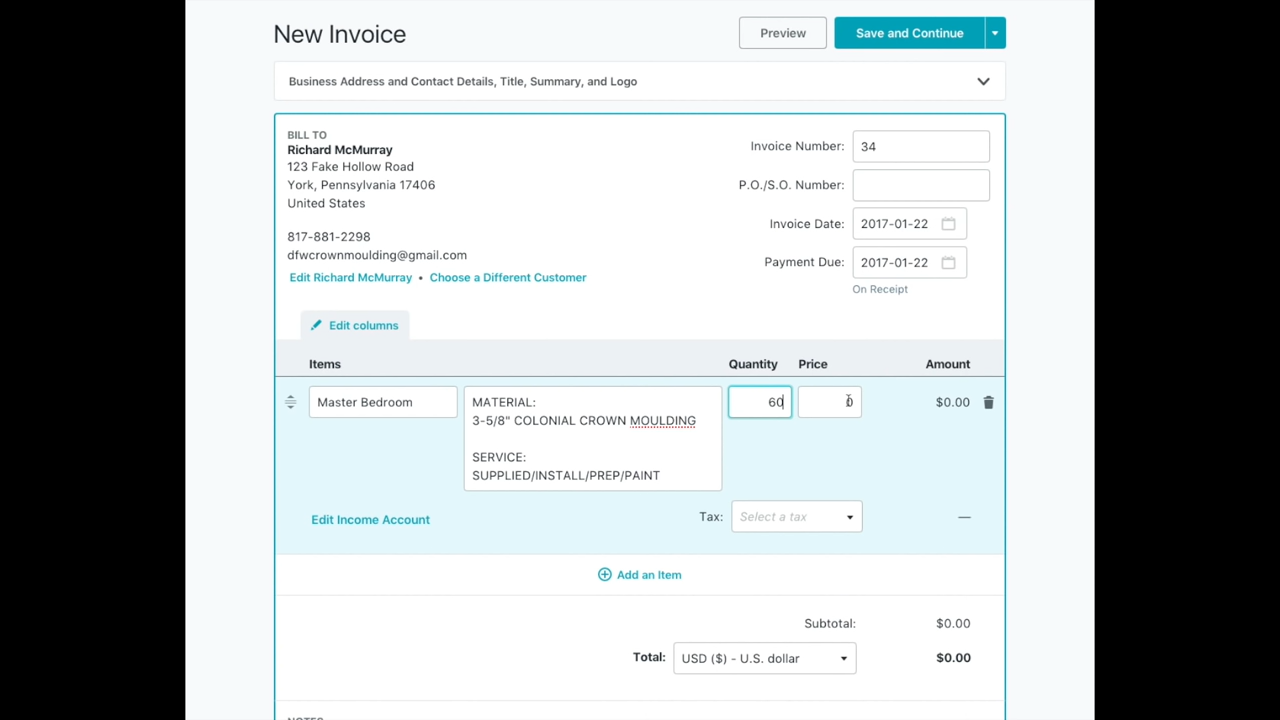 New Invoice
Preview
Save and Continue
Business Address and Contact Details, Title, Summary, and Logo
BILL TO
Richard McMurray
123 Fake Hollow Road
York, Pennsylvania 17406
United States
817-881-2298
dfwcrownmoulding@gmail.com
Edit Richard McMurray • Choose a Different Customer
Invoice Number: 34
P.O./S.O. Number:
Invoice Date: 2017-01-22
Payment Due: 2017-01-22
On Receipt
Edit columns
Items Quantity Price Amount
Master Bedroom
MATERIAL:
3-5/8" COLONIAL CROWN MOULDING
SERVICE:
SUPPLIED/INSTALL/PREP/PAINT
60 0 $0.00
Edit Income Account
Tax: Select a tax —
Add an Item
Subtotal: $0.00
Total: USD ($) - U.S. dollar $0.00
NOTES